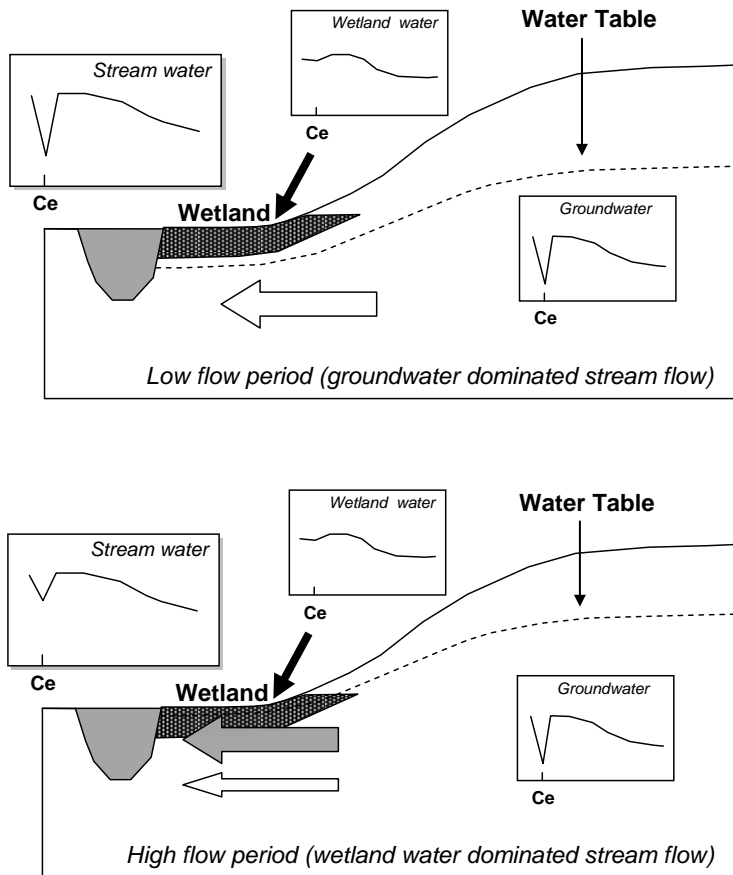 Water Table
Wetland water
Stream water
Ce
Ce
Wetland
Groundwater
Ce
Low flow period (groundwater dominated stream flow)
Water Table
Wetland water
Stream water
Ce
Ce
Wetland
Groundwater
Ce
High flow period (wetland water dominated stream flow)